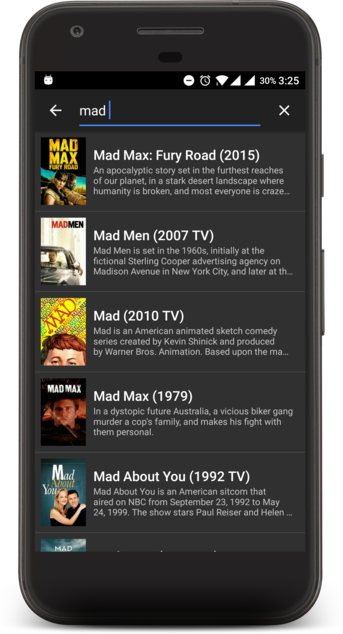 30% 3:25
mad
MAD
MAX
FURY ROAD
Mad Max: Fury Road (2015)
An apocalyptic story set in the furthest reaches
of our planet, in a stark desert landscape where
humanity is broken, and most everyone is craze...
MADMEN
Mad Men (2007 TV)
Mad Men is set in the 1960s, initially at the
fictional Sterling Cooper advertising agency on
Madison Avenue in New York City, and later at th...
MAD
Mad (2010 TV)
Mad is an American animated sketch comedy
series created by Kevin Shinick and produced
by Warner Bros. Animation. Based upon the ma...
MAD MAX
Mad Max (1979)
In a dystopic future Australia, a vicious biker gang
murder a cop's family, and makes his fight with
them personal.
Mad
About
You
Mad About You (1992 TV)
Mad About You is an American sitcom that
aired on NBC from September 23, 1992 to May
24, 1999. The show stars Paul Reiser and Helen ...
MAD